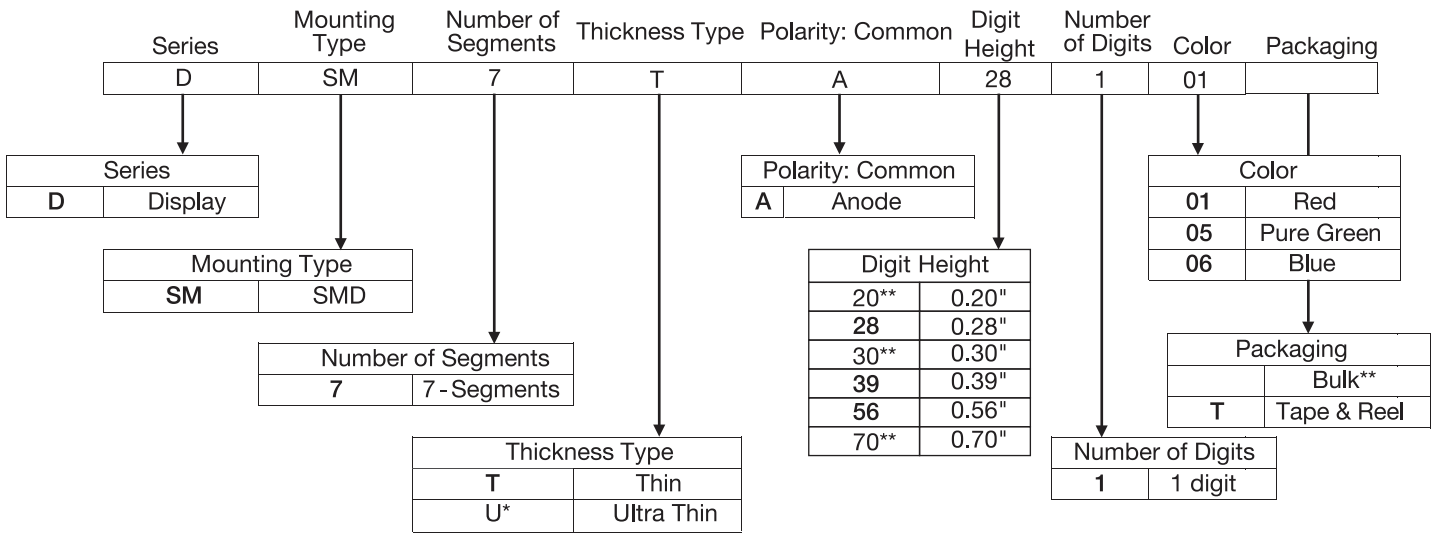 Series Mounting Type Number of Segments Thickness Type Polarity: Common Digit Height Number of Digits Color Packaging
D SM 7 T A 28 1 01
Series
D Display
Mounting Type
SM SMD
Number of Segments
7 7-Segments
Thickness Type
T Thin
U* Ultra Thin
Polarity: Common
A Anode
Digit Height
20** 0.20"
28 0.28"
30** 0.30"
39 0.39"
56 0.56"
70** 0.70"
Number of Digits
1 1 digit
Color
01 Red
05 Pure Green
06 Blue
Packaging
Bulk**
T Tape & Reel